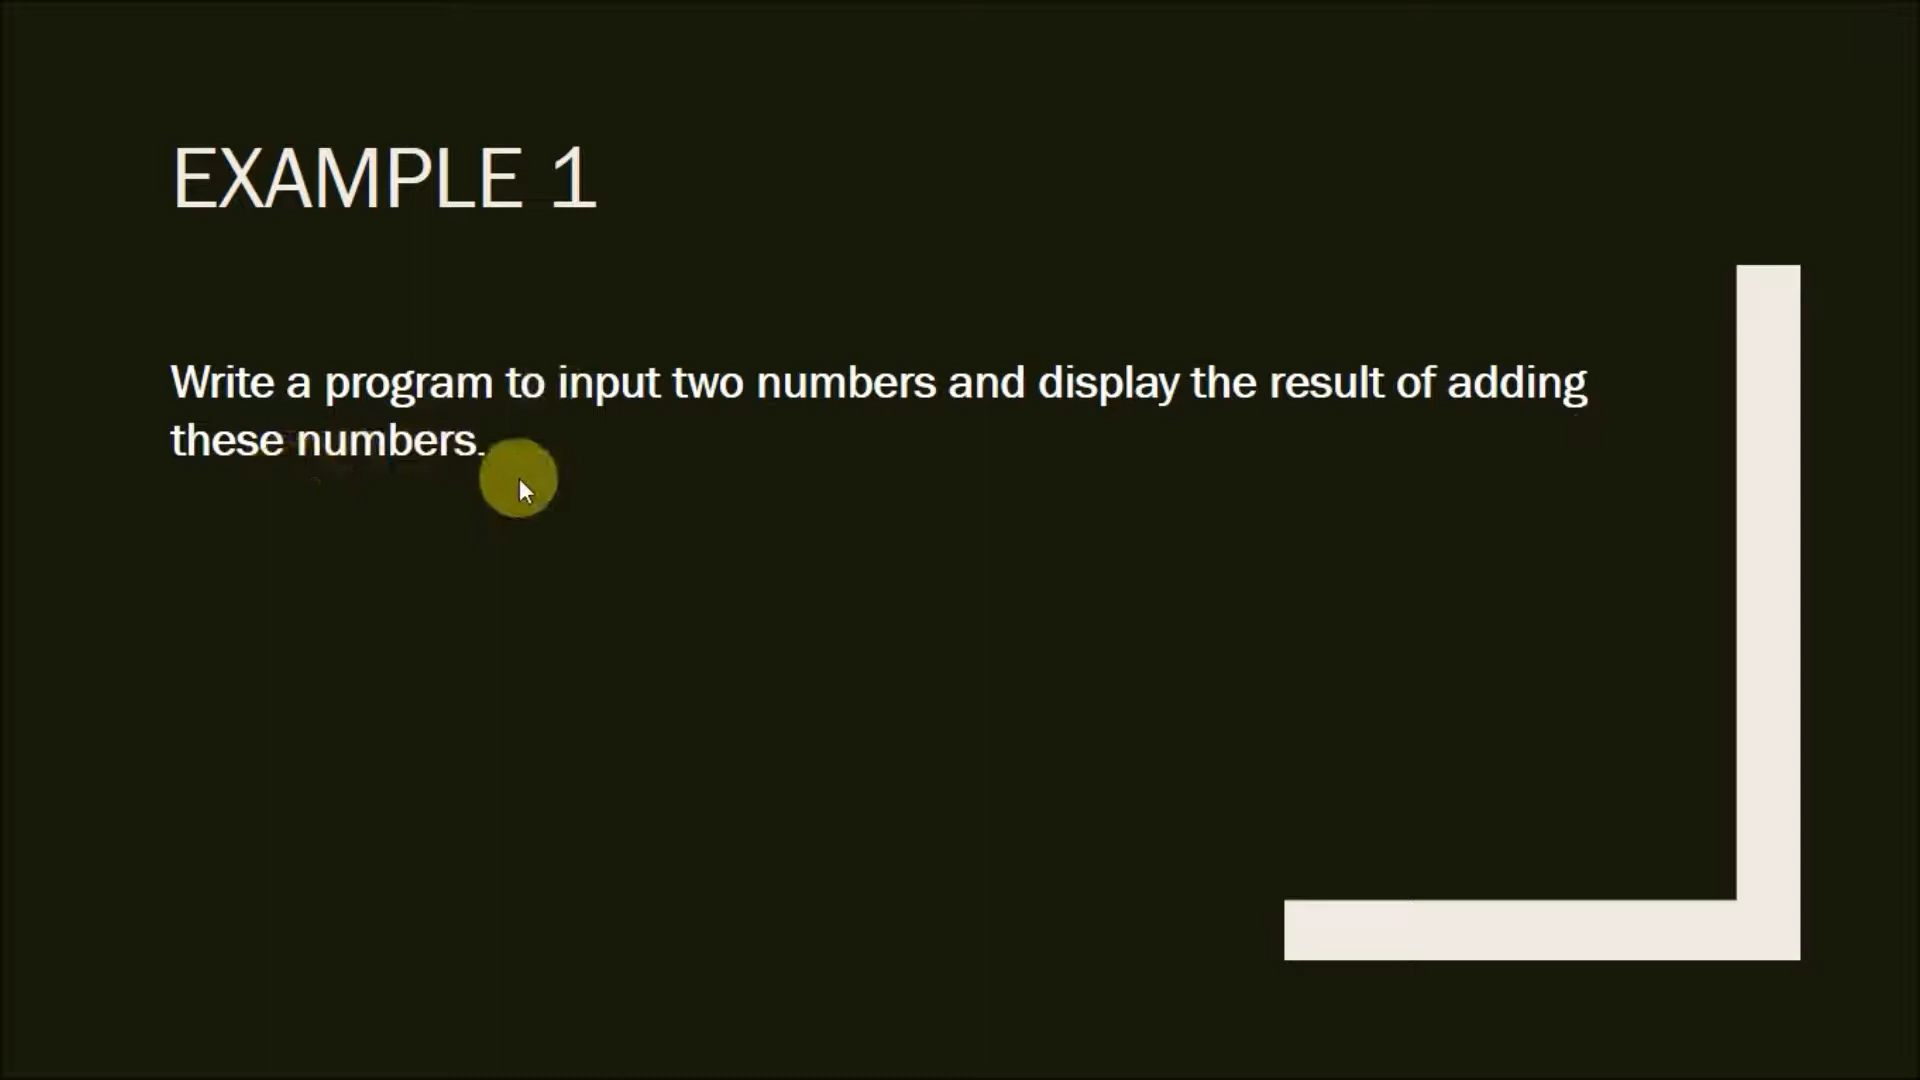 EXAMPLE 1
Write a program to input two numbers and display the result of adding
these numbers.